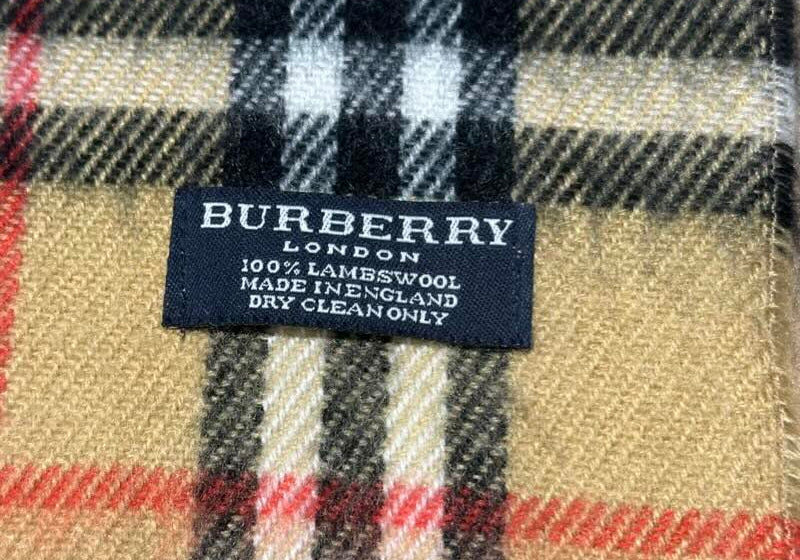 BURBERRY
LONDON
100% LAMBSWOOL
MADE IN ENGLAND
DRY CLEAN ONLY